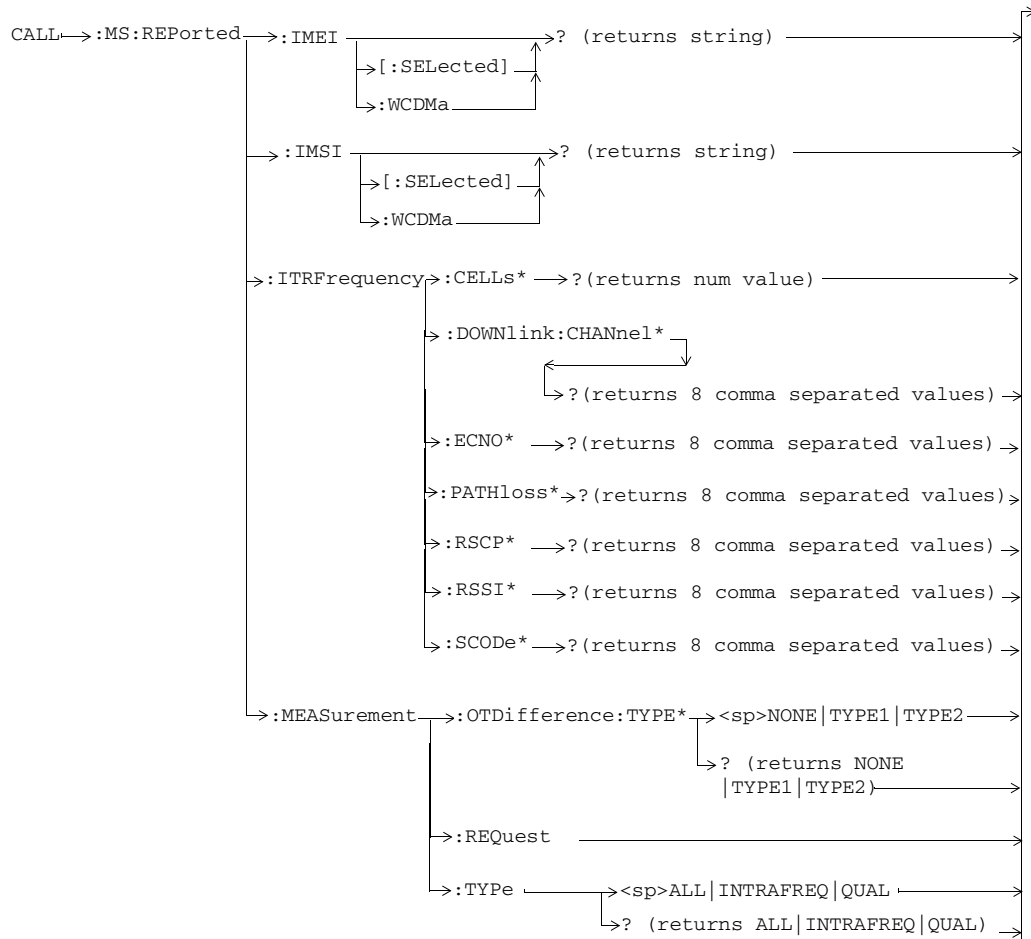 CALL :MS:REPorted :IMEI ? (returns string)
[:SELected]
:WCDMa
:IMSI ? (returns string)
[:SELected]
:WCDMa
:ITRFrequency :CELLs* ?(returns num value)
:DOWNlink:CHANnel*
?(returns 8 comma separated values)
:ECNO* ?(returns 8 comma separated values)
:PATHloss* ?(returns 8 comma separated values)
:RSCP* ?(returns 8 comma separated values)
:RSSI* ?(returns 8 comma separated values)
:SCODe* ?(returns 8 comma separated values)
:MEASurement :OTDifference:TYPE* <sp>NONE|TYPE1|TYPE2
? (returns NONE
|TYPE1|TYPE2)
:REQuest
:TYPe <sp>ALL|INTRAFREQ|QUAL
? (returns ALL|INTRAFREQ|QUAL)